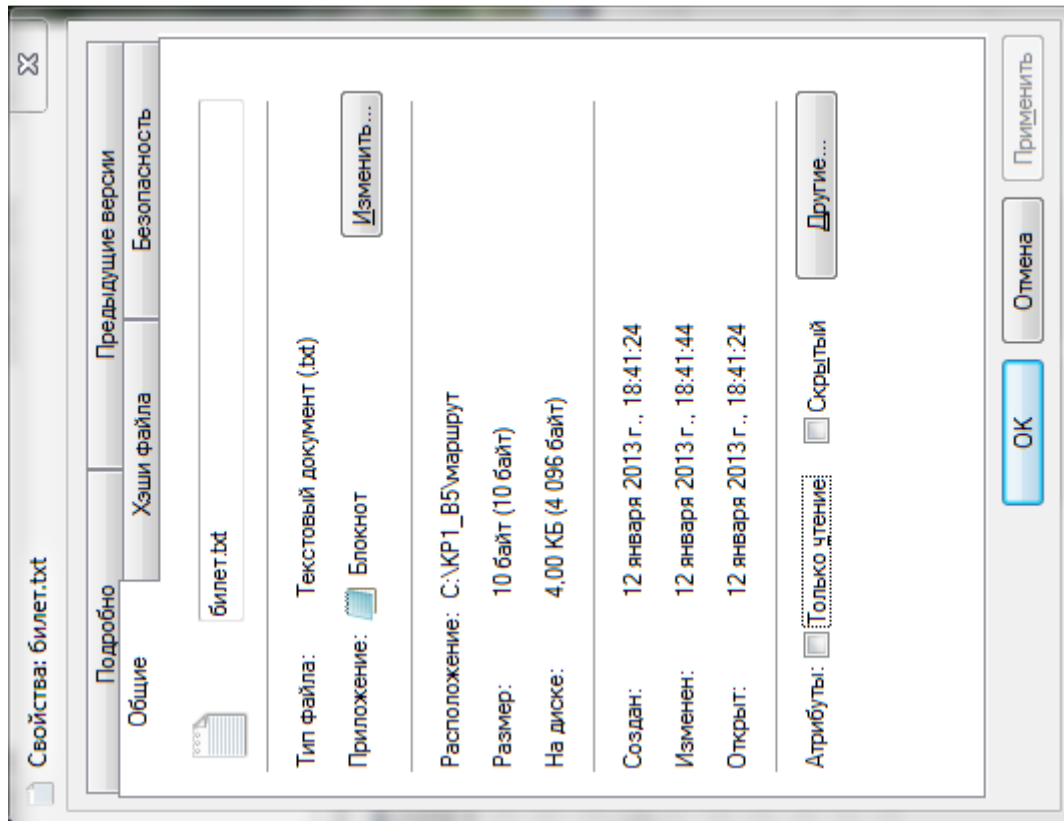 Свойства: билет.txt
Подробно Предыдущие версии
Общие Хэши файла Безопасность
билет.txt
Тип файла: Текстовый документ (.txt)
Приложение: Блокнот Изменить...
Расположение: C:\КР1_В5\маршрут
Размер: 10 байт (10 байт)
На диске: 4,00 КБ (4 096 байт)
Создан: 12 января 2013 г., 18:41:24
Изменен: 12 января 2013 г., 18:41:44
Открыт: 12 января 2013 г., 18:41:24
Атрибуты: Только чтение Скрытый Другие...
ОК Отмена Применить